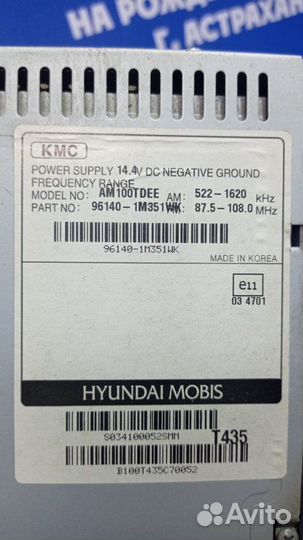 НА РОЖДЕ
Г. АСТРАХАН
KMC
POWER SUPPLY 14.4V DC NEGATIVE GROUND
FREQUENCY RANGE
MODEL NO: AM100TDEE AM: 522-1620 kHz
PART NO: 96140-1M351WK : 87.5-108.0 MHz
96140-1M351WK
MADE IN KOREA
e11
03 4701
HYUNDAI MOBIS
S034100052SMM T435
B100T435C70052
Avito